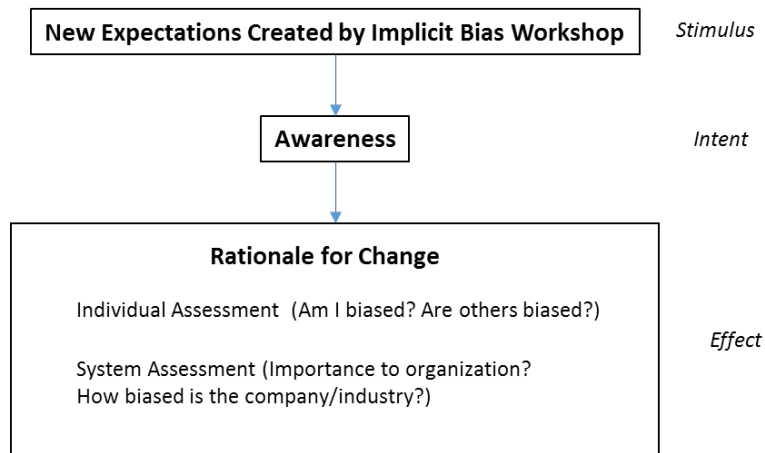 New Expectations Created by Implicit Bias Workshop
Stimulus
Awareness
Intent
Rationale for Change
Individual Assessment (Am I biased? Are others biased?)
Effect
System Assessment (Importance to organization?
How biased is the company/industry?)